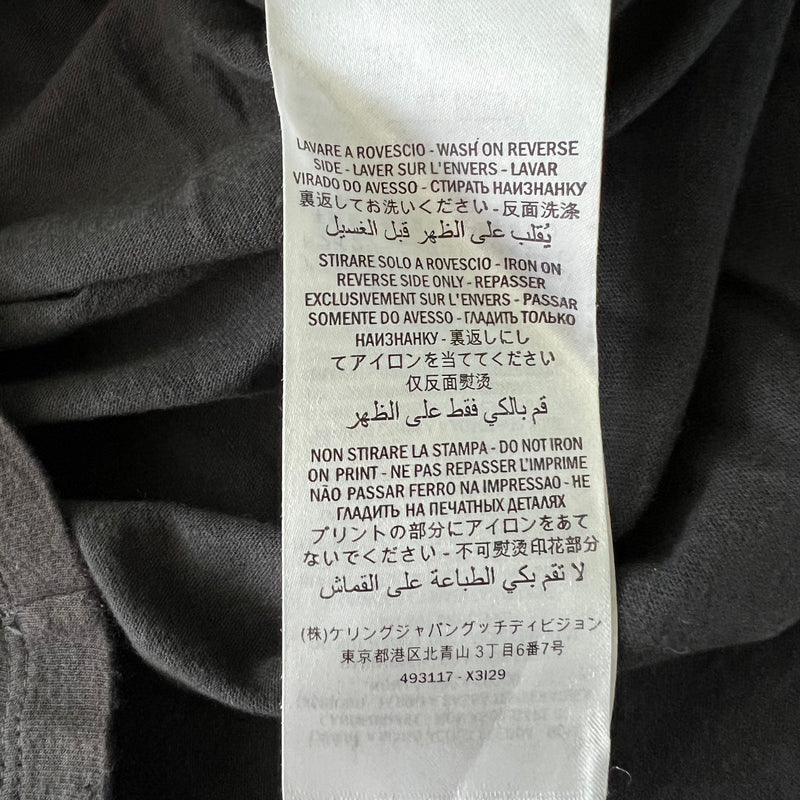 LAVARE A ROVESCIO - WASH ON REVERSE
SIDE - LAVER SUR L'ENVERS - LAVAR
VIRADO DO AVESSO - СТИРАТЬ НАИЗНАНКУ
裏返してお洗いください - 反面洗涤
يُقلب على الظهر قبل الغسيل
STIRARE SOLO A ROVESCIO - IRON ON
REVERSE SIDE ONLY - REPASSER
EXCLUSIVEMENT SUR L'ENVERS - PASSAR
SOMENTE DO AVESSO - ГЛАДИТЬ ТОЛЬКО
НАИЗНАНКУ - 裏返しにし
てアイロンを当ててください
仅反面熨烫
قم بالكي فقط على الظهر
NON STIRARE LA STAMPA - DO NOT IRON
ON PRINT - NE PAS REPASSER L'IMPRIME
NÃO PASSAR FERRO NA IMPRESSAO - НЕ
ГЛАДИТЬ НА ПЕЧАТНЫХ ДЕТАЛЯХ
プリントの部分にアイロンをあて
ないでください - 不可熨烫印花部分
لا تقم بكي الطباعة على القماش
(株)ケリングジャパングッチディビジョン
東京都港区北青山3丁目6番7号
493117 - X3I29